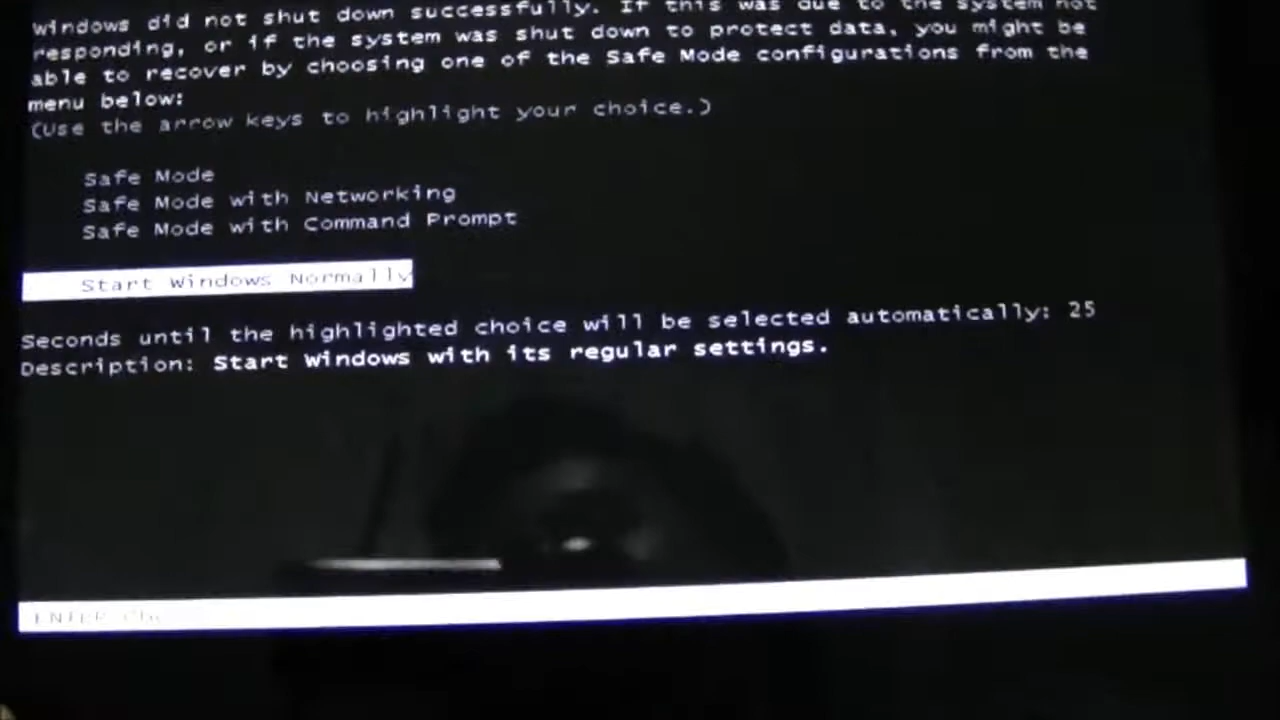 Windows did not shut down successfully. If this was due to the system not
responding, or if the system was shut down to protect data, you might be
able to recover by choosing one of the Safe Mode configurations from the
menu below:
(Use the arrow keys to highlight your choice.)
Safe Mode
Safe Mode with Networking
Safe Mode with Command Prompt
Start Windows Normally
Seconds until the highlighted choice will be selected automatically: 25
Description: Start Windows with its regular settings.
ENTER